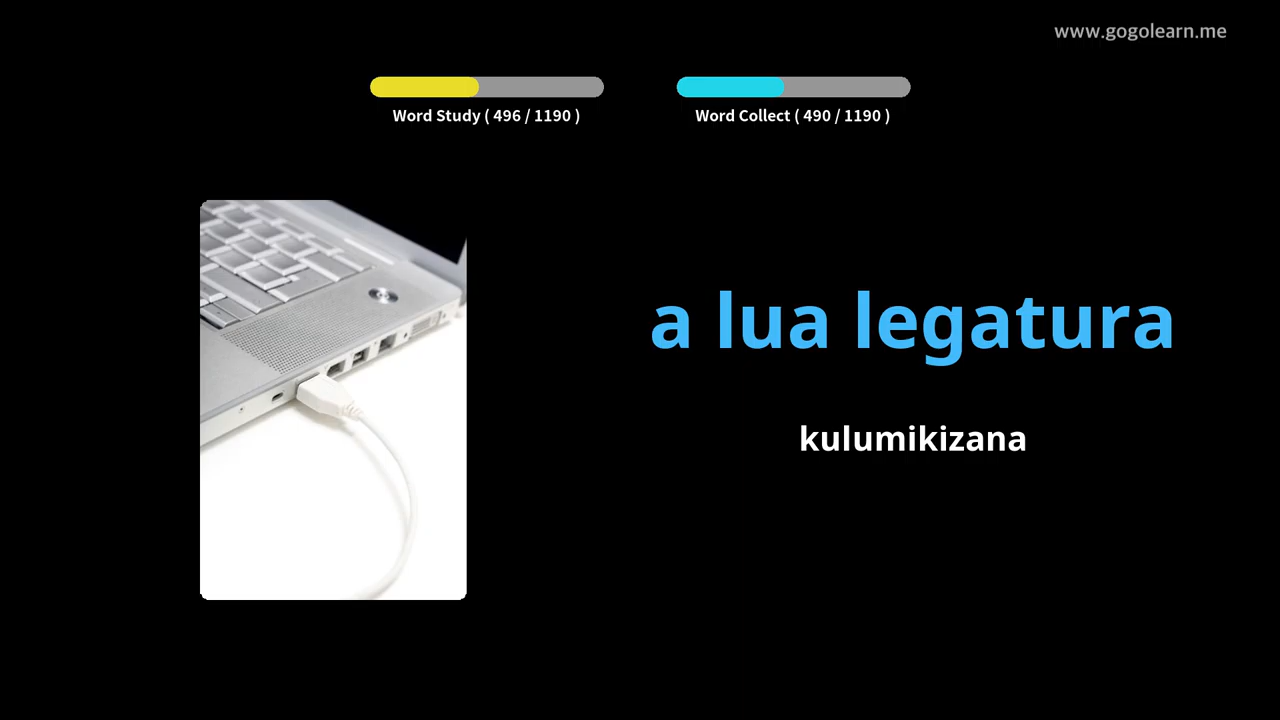 www.gogolearn.me
Word Study ( 496 / 1190 )
Word Collect ( 490 / 1190 )
a lua legatura
kulumikizana